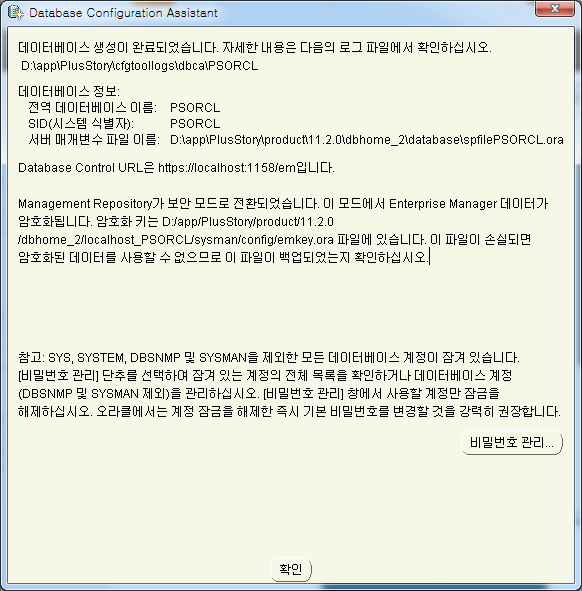 Database Configuration Assistant
데이터베이스 생성이 완료되었습니다. 자세한 내용은 다음의 로그 파일에서 확인하십시오.
D:\app\PlusStory\cfgtoollogs\dbca\PSORCL
데이터베이스 정보:
전역 데이터베이스 이름: PSORCL
SID(시스템 식별자): PSORCL
서버 매개변수 파일 이름: D:\app\PlusStory\product\11.2.0\dbhome_2\database\spfilePSORCL.ora
Database Control URL은 https://localhost:1158/em입니다.
Management Repository가 보안 모드로 전환되었습니다. 이 모드에서 Enterprise Manager 데이터가
암호화됩니다. 암호화 키는 D:/app/PlusStory/product/11.2.0
/dbhome_2/localhost_PSORCL/sysman/config/emkey.ora 파일에 있습니다. 이 파일이 손실되면
암호화된 데이터를 사용할 수 없으므로 이 파일이 백업되었는지 확인하십시오.
참고: SYS, SYSTEM, DBSNMP 및 SYSMAN을 제외한 모든 데이터베이스 계정이 잠겨 있습니다.
[비밀번호 관리] 단추를 선택하여 잠겨 있는 계정의 전체 목록을 확인하거나 데이터베이스 계정
(DBSNMP 및 SYSMAN 제외)을 관리하십시오. [비밀번호 관리] 창에서 사용할 계정만 잠금을
해제하십시오. 오라클에서는 계정 잠금을 해제한 즉시 기본 비밀번호를 변경할 것을 강력히 권장합니다.
비밀번호 관리...
확인